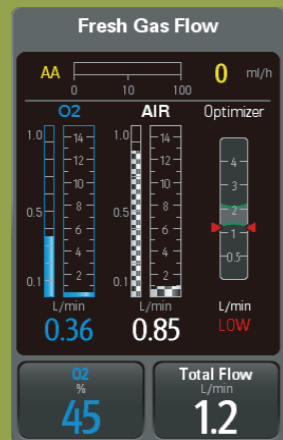 Fresh Gas Flow
AA 0 ml/h
0 10 100
O2 AIR Optimizer
1.0 14 1.0 14
12 12 4
10 10 3
0.5 8 0.5 8 2
6 6 1
4 4 0.5
0.1 2 0.1 2
L/min L/min L/min
0.36 0.85 LOW
O2 Total Flow
% L/min
45 1.2